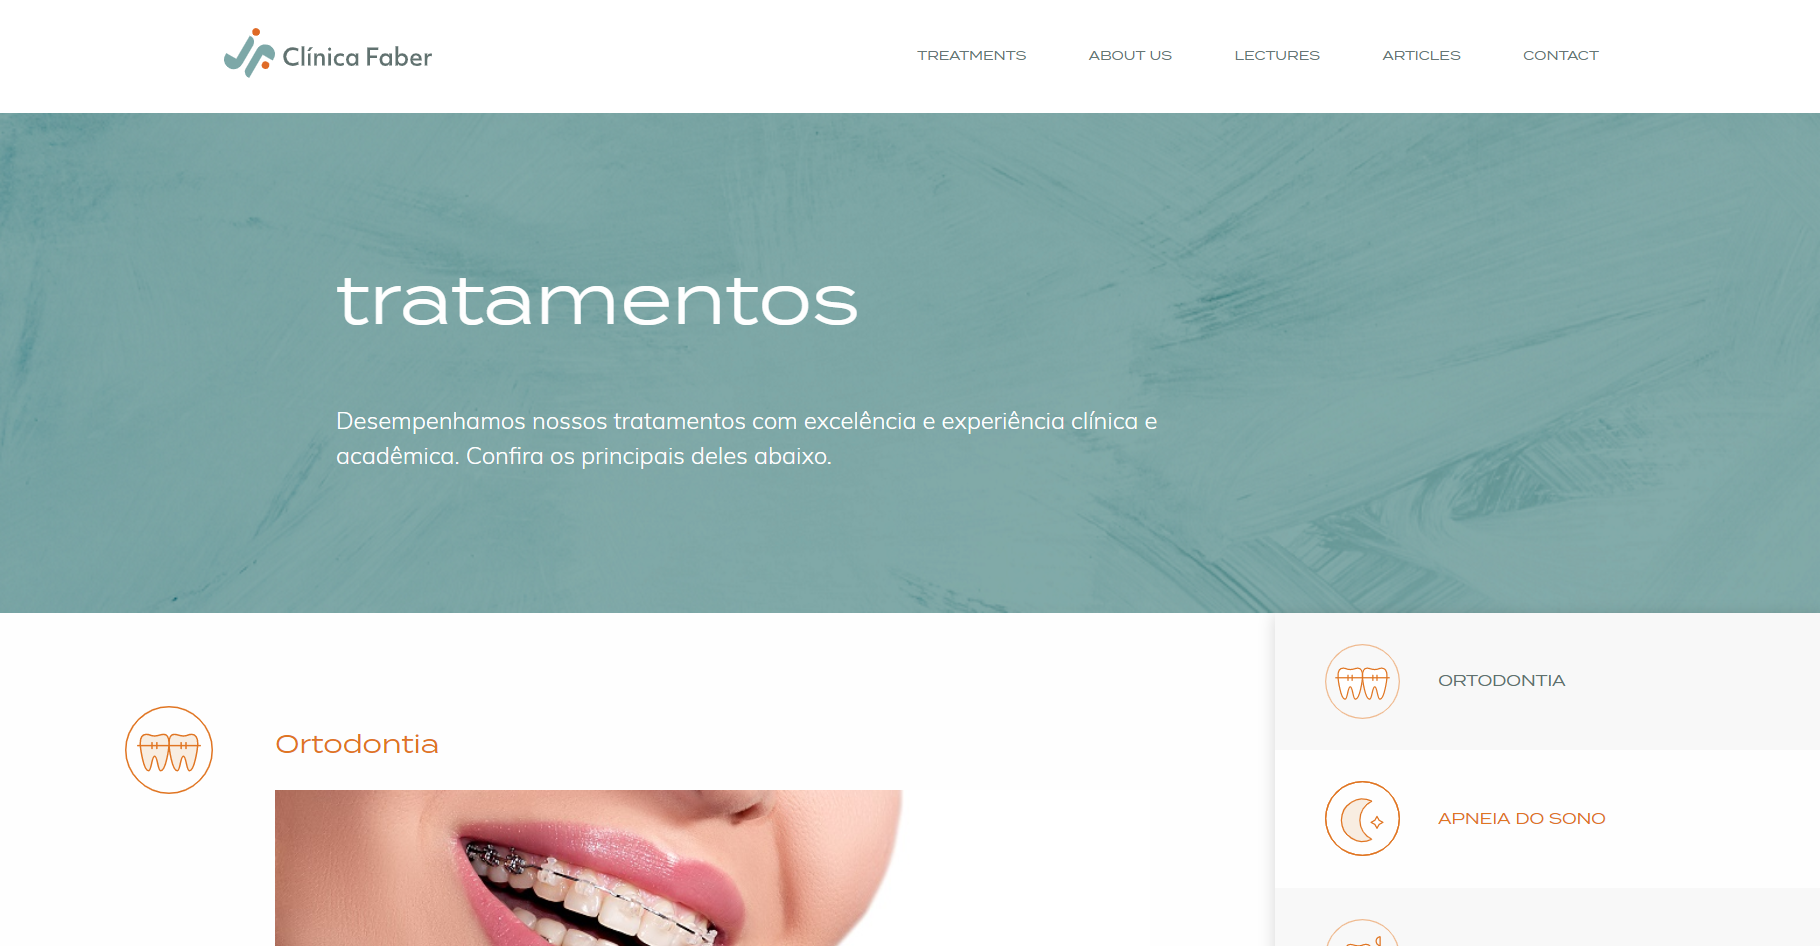 Clínica Faber
TREATMENTS
ABOUT US
LECTURES
ARTICLES
CONTACT
tratamentos
Desempenhamos nossos tratamentos com excelência e experiência clínica e
acadêmica. Confira os principais deles abaixo.
Ortodontia
ORTODONTIA
APNEIA DO SONO